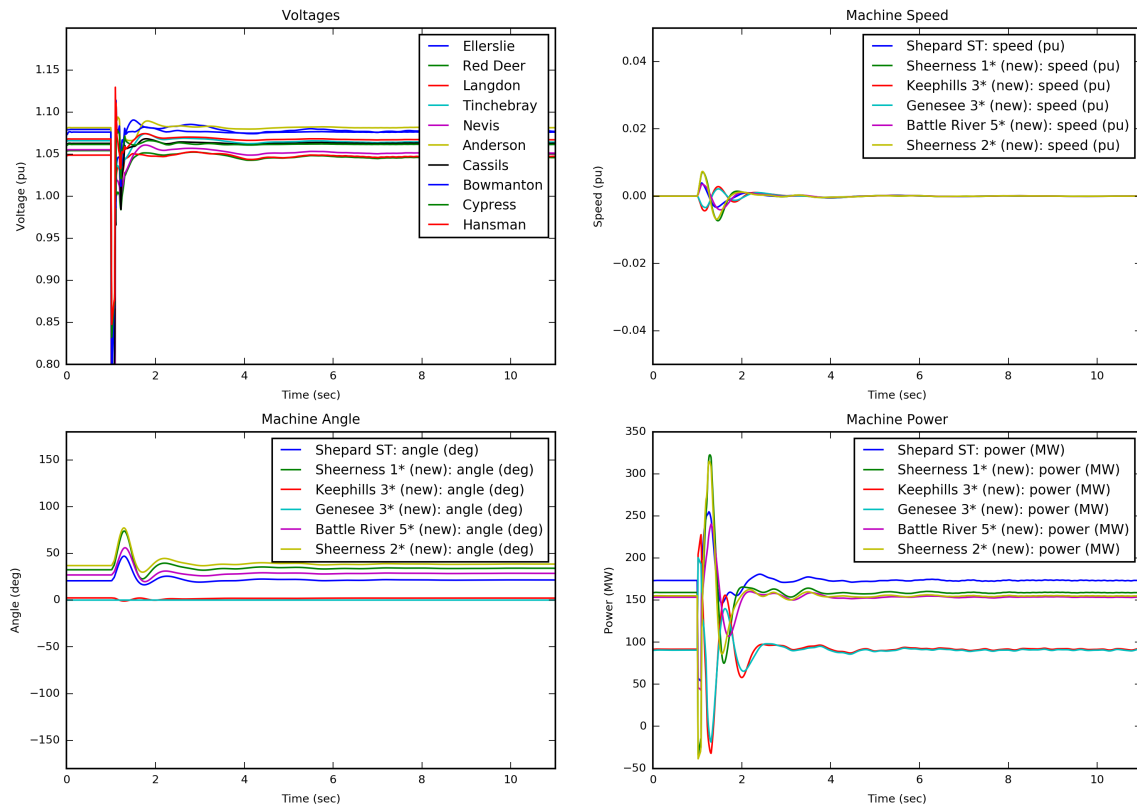 Voltages
Voltage (pu)
1.15
1.10
1.05
1.00
0.95
0.90
0.85
0.80
0 2 4 6 8 10
Time (sec)
Ellerslie
Red Deer
Langdon
Tinchebray
Nevis
Anderson
Cassils
Bowmanton
Cypress
Hansman
Machine Speed
Speed (pu)
0.04
0.02
0.00
−0.02
−0.04
0 2 4 6 8 10
Time (sec)
Shepard ST: speed (pu)
Sheerness 1* (new): speed (pu)
Keephills 3* (new): speed (pu)
Genesee 3* (new): speed (pu)
Battle River 5* (new): speed (pu)
Sheerness 2* (new): speed (pu)
Machine Angle
Angle (deg)
150
100
50
0
−50
−100
−150
0 2 4 6 8 10
Time (sec)
Shepard ST: angle (deg)
Sheerness 1* (new): angle (deg)
Keephills 3* (new): angle (deg)
Genesee 3* (new): angle (deg)
Battle River 5* (new): angle (deg)
Sheerness 2* (new): angle (deg)
Machine Power
Power (MW)
350
300
250
200
150
100
50
0
−50
0 2 4 6 8 10
Time (sec)
Shepard ST: power (MW)
Sheerness 1* (new): power (MW)
Keephills 3* (new): power (MW)
Genesee 3* (new): power (MW)
Battle River 5* (new): power (MW)
Sheerness 2* (new): power (MW)